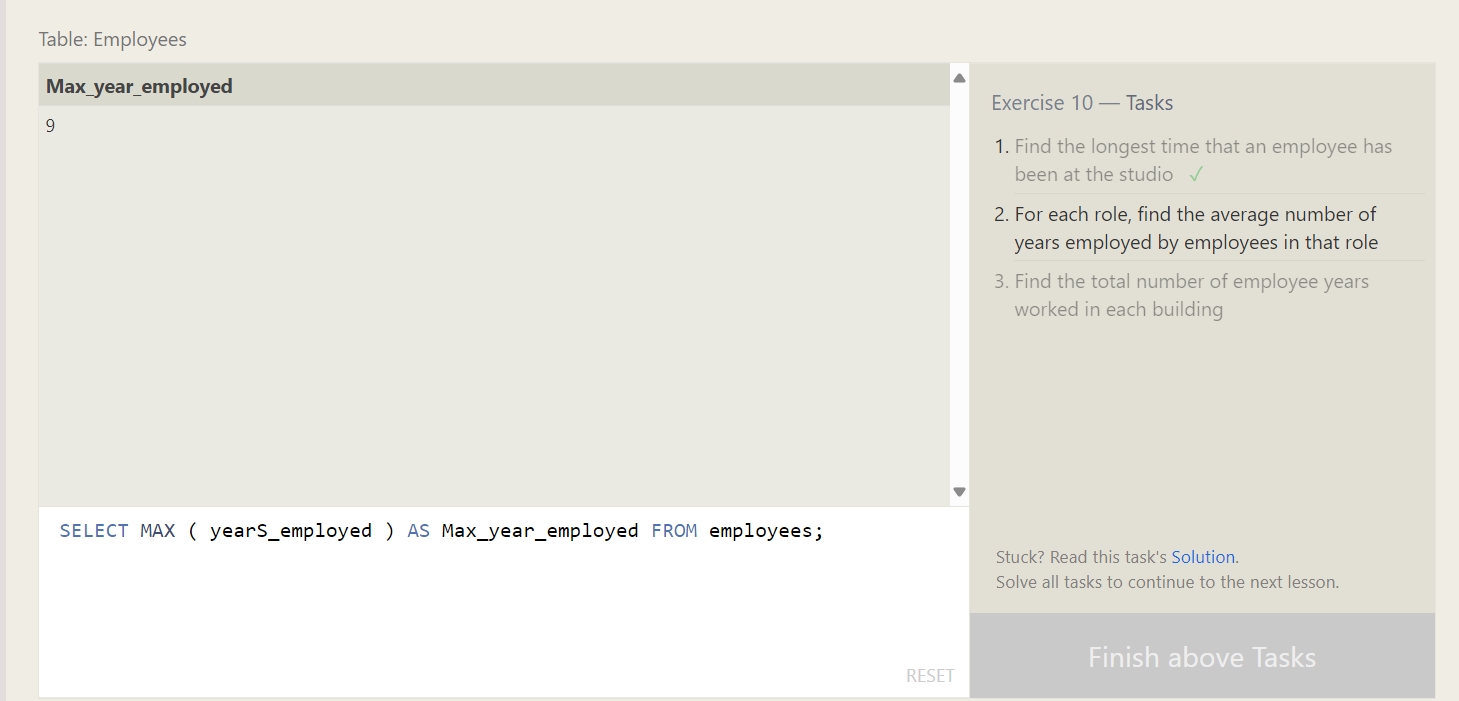 Table: Employees
Max_year_employed
9
SELECT MAX ( yearS_employed ) AS Max_year_employed FROM employees;
RESET
Exercise 10 — Tasks
1. Find the longest time that an employee has
been at the studio ✓
2. For each role, find the average number of
years employed by employees in that role
3. Find the total number of employee years
worked in each building
Stuck? Read this task's Solution.
Solve all tasks to continue to the next lesson.
Finish above Tasks